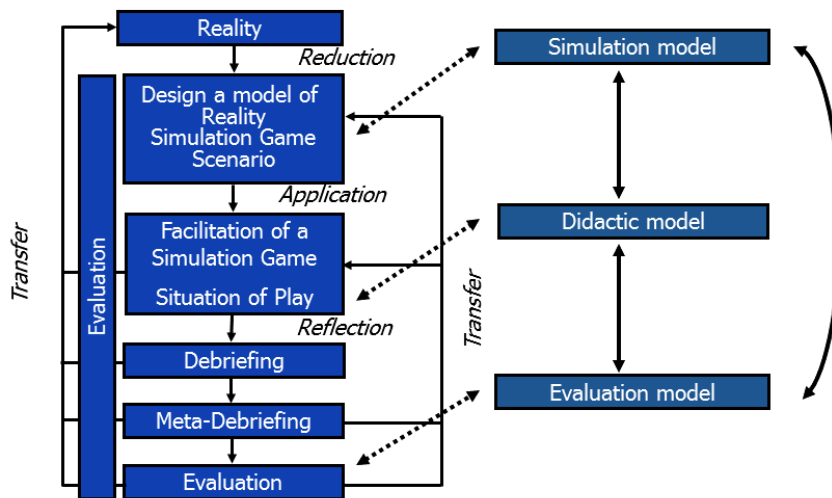 Reality
Reduction
Design a model of
Reality
Simulation Game
Scenario
Application
Facilitation of a
Simulation Game
Situation of Play
Reflection
Debriefing
Meta-Debriefing
Evaluation
Evaluation
Transfer
Transfer
Simulation model
Didactic model
Evaluation model